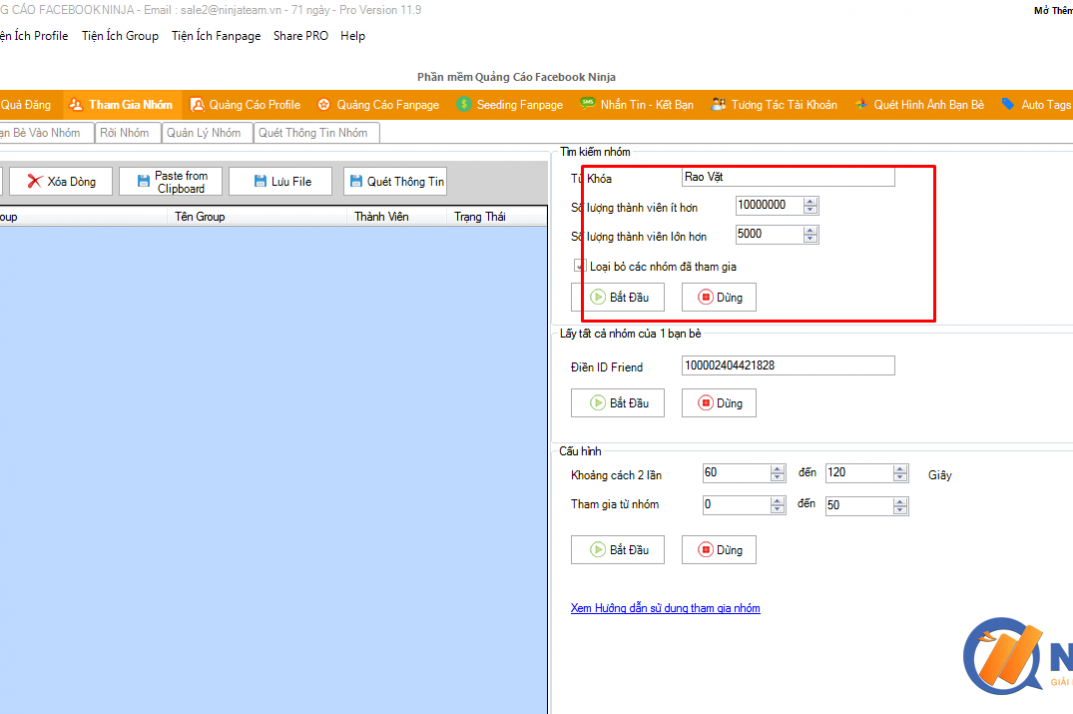 G CÁO FACEBOOK NINJA - Email : sale2@ninjateam.vn - 71 ngày - Pro Version 11.9
Mở Thêm
ện Ích Profile Tiện Ích Group Tiện Ích Fanpage Share PRO Help
Phần mềm Quảng Cáo Facebook Ninja
Quả Đăng Tham Gia Nhóm Quảng Cáo Profile Quảng Cáo Fanpage Seeding Fanpage SMS Nhắn Tin - Kết Bạn Tương Tác Tài Khoản Quét Hình Ảnh Bạn Bè Auto Tags
ạn Bè Vào Nhóm Rời Nhóm Quản Lý Nhóm Quét Thông Tin Nhóm
Xóa Dòng Paste from Clipboard Lưu File Quét Thông Tin
oup Tên Group Thành Viên Trạng Thái
Tìm kiếm nhóm
Từ Khóa Rao Vặt
Số lượng thành viên ít hơn 10000000
Số lượng thành viên lớn hơn 5000
Loại bỏ các nhóm đã tham gia
Bắt Đầu Dừng
Lấy tất cả nhóm của 1 bạn bè
Điền ID Friend 100002404421828
Bắt Đầu Dừng
Cấu hình
Khoảng cách 2 lần 60 đến 120 Giây
Tham gia từ nhóm 0 đến 50
Bắt Đầu Dừng
Xem Hướng dẫn sử dụng tham gia nhóm
N
GIẢI